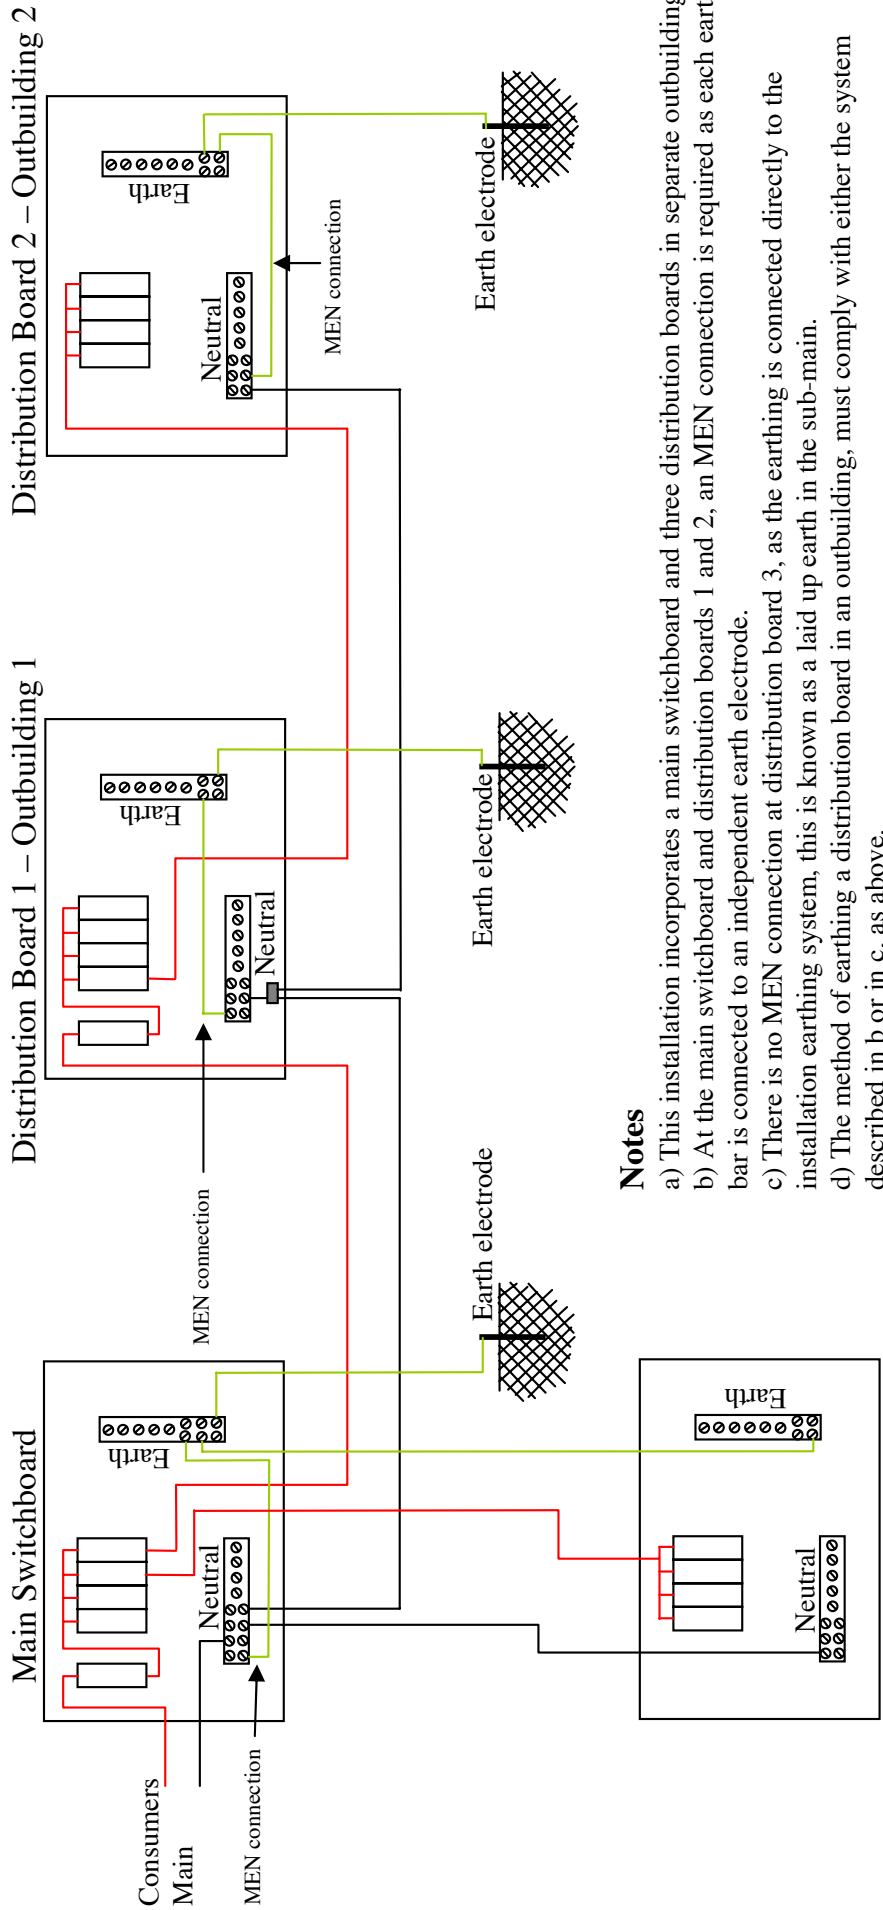 Main Switchboard
Distribution Board 1 – Outbuilding 1
Distribution Board 2 – Outbuilding 2
Consumers
Main
MEN connection
Neutral
Earth
Earth electrode
MEN connection
Neutral
Earth
Earth electrode
MEN connection
Neutral
Earth
Earth electrode
Neutral
Earth
Notes
a) This installation incorporates a main switchboard and three distribution boards in separate outbuilding
b) At the main switchboard and distribution boards 1 and 2, an MEN connection is required as each eart
bar is connected to an independent earth electrode.
c) There is no MEN connection at distribution board 3, as the earthing is connected directly to the
installation earthing system, this is known as a laid up earth in the sub-main.
d) The method of earthing a distribution board in an outbuilding, must comply with either the system
described in b or in c, as above.